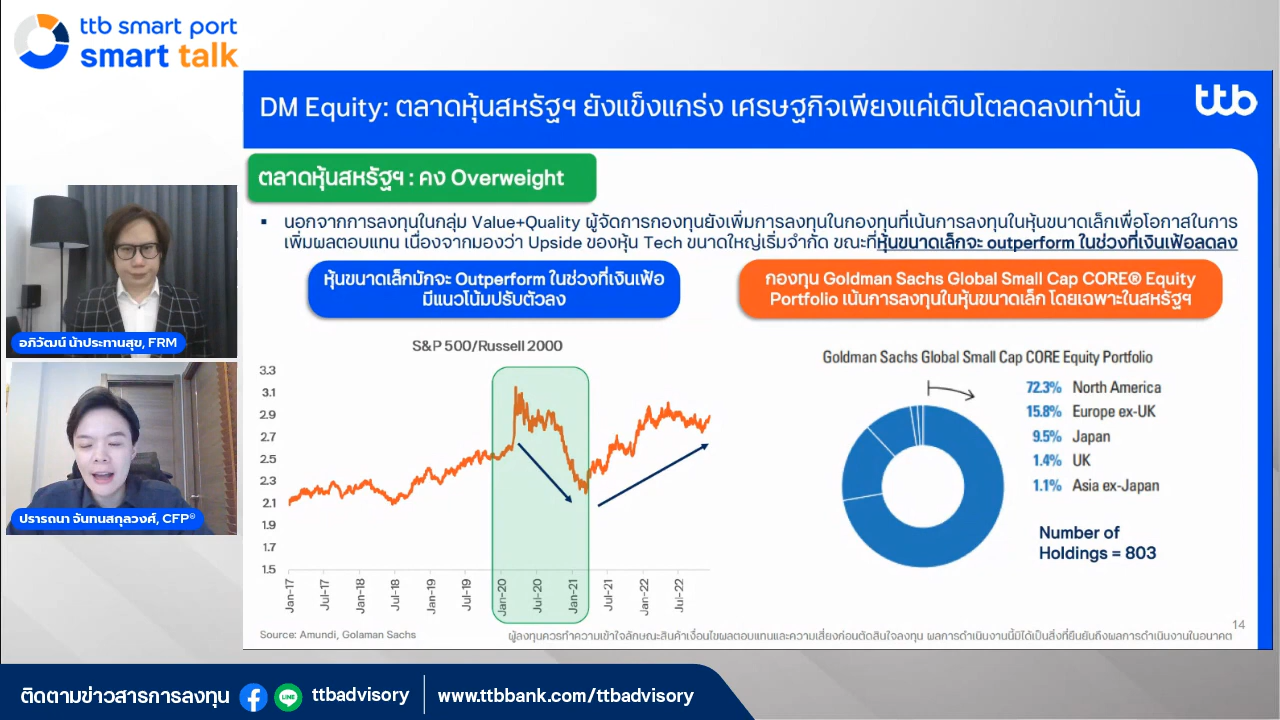 ttb smart port
smart talk
DM Equity: ตลาดหุ้นสหรัฐฯ ยังแข็งแกร่ง เศรษฐกิจเพียงแค่เติบโตลดลงเท่านั้น
ttb
ตลาดหุ้นสหรัฐฯ : คง Overweight
▪ นอกจากการลงทุนในกลุ่ม Value+Quality ผู้จัดการกองทุนยังเพิ่มการลงทุนในกองทุนที่เน้นการลงทุนในหุ้นขนาดเล็กเพื่อโอกาสในการ
เพิ่มผลตอบแทน เนื่องจากมองว่า Upside ของหุ้น Tech ขนาดใหญ่เริ่มจำกัด ขณะที่หุ้นขนาดเล็กจะ outperform ในช่วงที่เงินเฟ้อลดลง
หุ้นขนาดเล็กมักจะ Outperform ในช่วงที่เงินเฟ้อ
มีแนวโน้มปรับตัวลง
กองทุน Goldman Sachs Global Small Cap CORE® Equity
Portfolio เน้นการลงทุนในหุ้นขนาดเล็ก โดยเฉพาะในสหรัฐฯ
S&P 500/Russell 2000
3.3
3.1
2.9
2.7
2.5
2.3
2.1
1.9
1.7
1.5
Jan-17
Jul-17
Jan-18
Jul-18
Jan-19
Jul-19
Jan-20
Jul-20
Jan-21
Jul-21
Jan-22
Jul-22
Goldman Sachs Global Small Cap CORE Equity Portfolio
72.3% North America
15.8% Europe ex-UK
9.5% Japan
1.4% UK
1.1% Asia ex-Japan
Number of
Holdings = 803
อภิวัฒน์ น้าประทานสุข, FRM
ปรารถนา จันทนสกุลวงศ์, CFP®
14
Source: Amundi, Golaman Sachs
ผู้ลงทุนควรทำความเข้าใจลักษณะสินค้าเงื่อนไขผลตอบแทนและความเสี่ยงก่อนตัดสินใจลงทุน ผลการดำเนินงานนี้มิได้เป็นสิ่งที่ยืนยันถึงผลการดำเนินงานในอนาคต
ติดตามข่าวสารการลงทุน
LINE
ttbadvisory
www.ttbbank.com/ttbadvisory